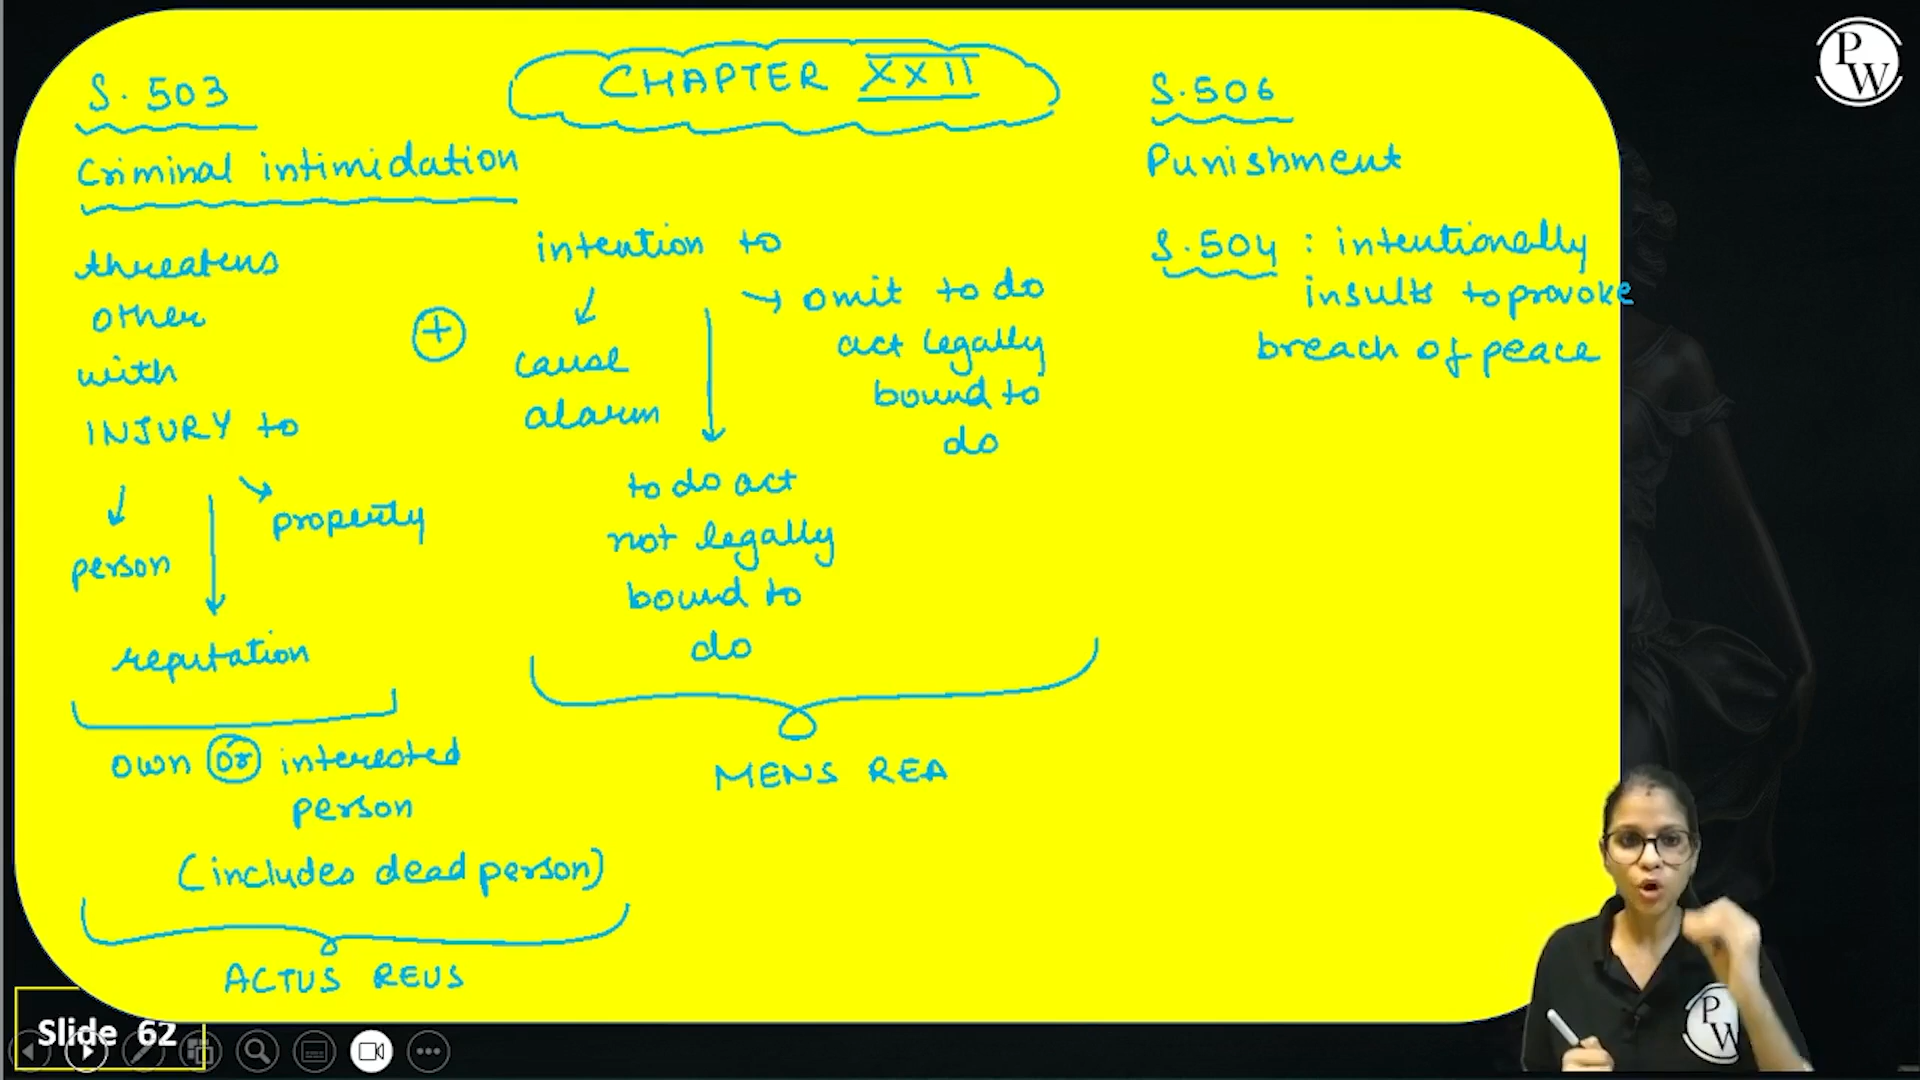 CHAPTER XXII
S. 503
Criminal intimidation
threatens
other
with
INJURY to
person
property
reputation
own or interested
person
(includes dead person)
ACTUS REUS
+
intention to
cause
alarm
to do act
not legally
bound to
do
omit to do
act legally
bound to
do
MENS REA
S.506
Punishment
S.504 : intentionally
insults to provoke
breach of peace
PW
PW
Slide 62